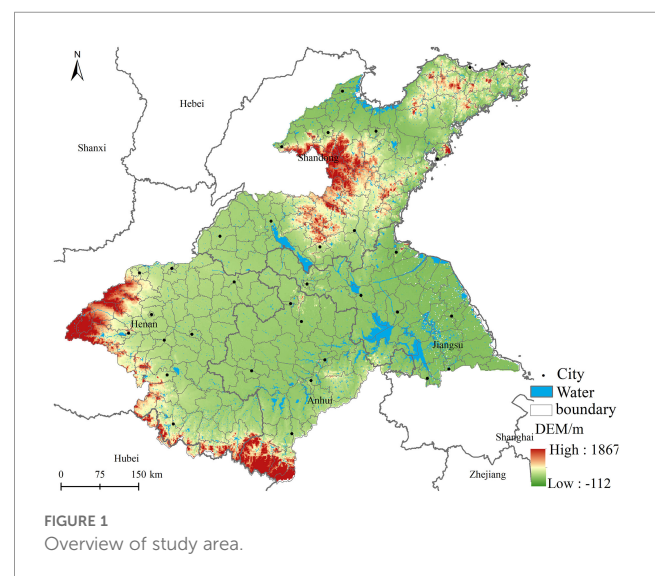 N
Hebei
Shanxi
Shandong
Henan
Jiangsu
City
Water
Anhui
boundary
DEM/m
Shanghai
High : 1867
Hubei
Zhejiang
Low : -112
0 75 150 km
FIGURE 1
Overview of study area.